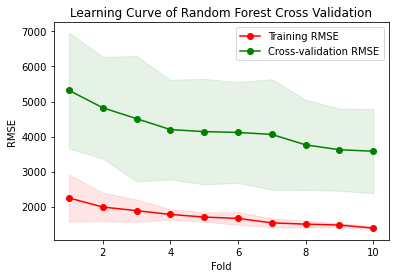 Learning Curve of Random Forest Cross Validation
Training RMSE
Cross-validation RMSE
7000
6000
5000
4000
3000
2000
RMSE
2
4
6
8
10
Fold